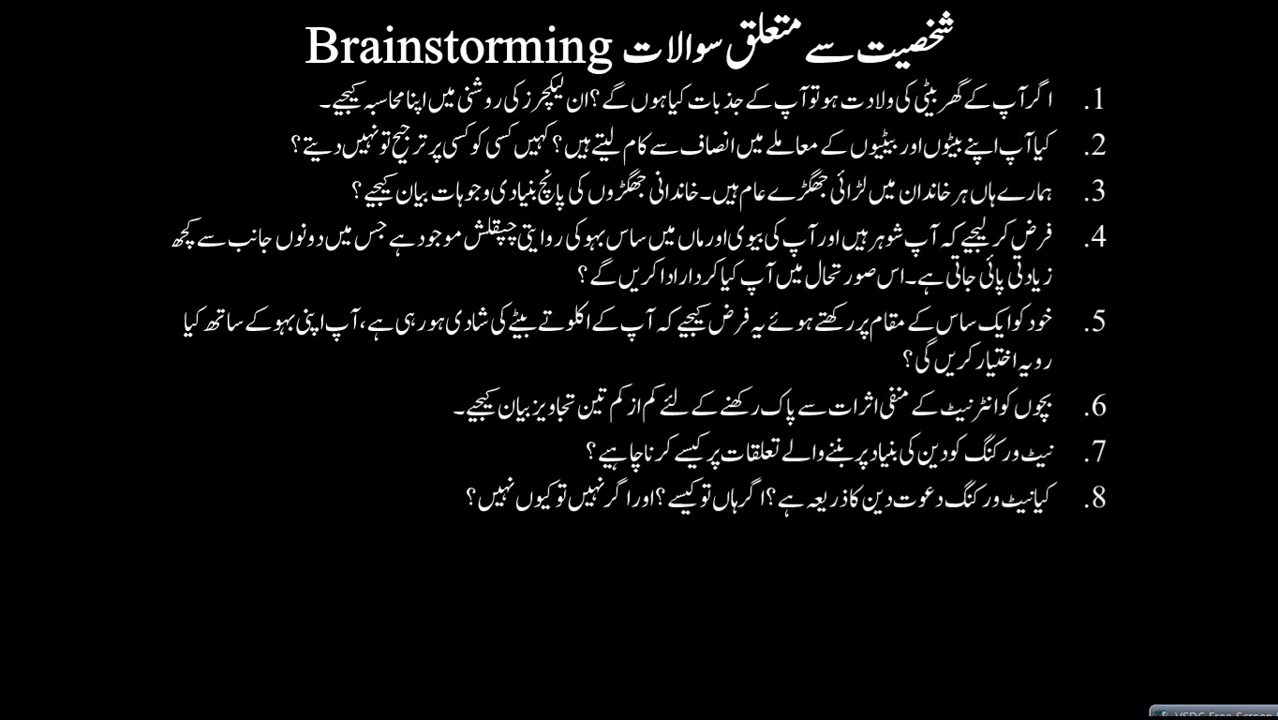 شخصیت سے متعلق سوالات Brainstorming
1. اگر آپ کے گھر بیٹی کی ولادت ہو تو آپ کے جذبات کیا ہوں گے؟ ان لیکچرز کی روشنی میں اپنا محاسبہ کیجیے۔
2. کیا آپ اپنے بیٹوں اور بیٹیوں کے معاملے میں انصاف سے کام لیتے ہیں؟ کہیں کسی کو کسی پر ترجیح تو نہیں دیتے؟
3. ہمارے ہاں ہر خاندان میں لڑائی جھگڑے عام ہیں۔ خاندانی جھگڑوں کی پانچ بنیادی وجوہات بیان کیجیے؟
4. فرض کر لیجیے کہ آپ شوہر ہیں اور آپ کی بیوی اور ماں میں ساس بہو کی روایتی چپقلش موجود ہے جس میں دونوں جانب سے کچھ
زیادتی پائی جاتی ہے۔ اس صورتحال میں آپ کیا کردار ادا کریں گے؟
5. خود کو ایک ساس کے مقام پر رکھتے ہوئے یہ فرض کیجیے کہ آپ کے اکلوتے بیٹے کی شادی ہو رہی ہے، آپ اپنی بہو کے ساتھ کیا
رویہ اختیار کریں گی؟
6. بچوں کو انٹرنیٹ کے منفی اثرات سے پاک رکھنے کے لئے کم از کم تین تجاویز بیان کیجیے۔
7. نیٹ ورکنگ کو دین کی بنیاد پر بننے والے تعلقات پر کیسے کرنا چاہیے؟
8. کیا نیٹ ورکنگ دعوت دین کا ذریعہ ہے؟ اگر ہاں تو کیسے؟ اور اگر نہیں تو کیوں نہیں؟